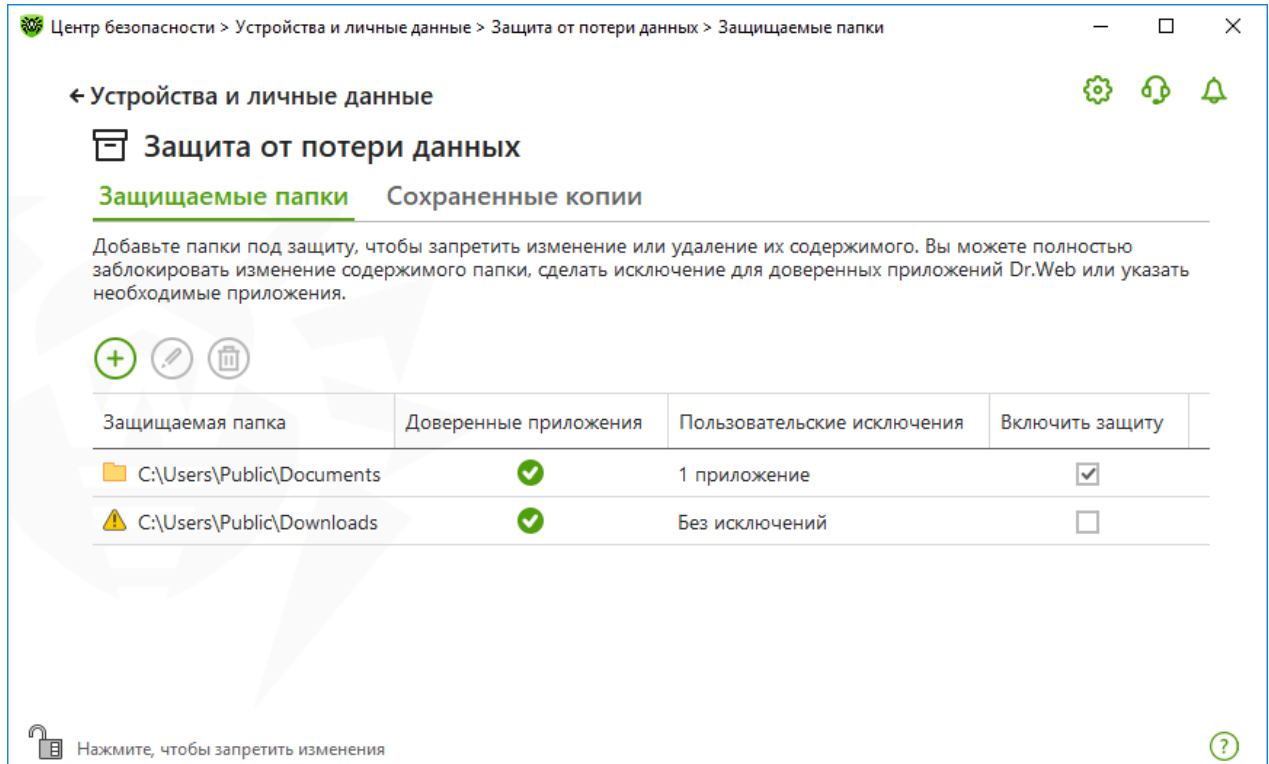 Центр безопасности > Устройства и личные данные > Защита от потери данных > Защищаемые папки
Устройства и личные данные
Защита от потери данных
Защищаемые папки Сохраненные копии
Добавьте папки под защиту, чтобы запретить изменение или удаление их содержимого. Вы можете полностью
заблокировать изменение содержимого папки, сделать исключение для доверенных приложений Dr.Web или указать
необходимые приложения.
Защищаемая папка Доверенные приложения Пользовательские исключения Включить защиту
C:\Users\Public\Documents 1 приложение
C:\Users\Public\Downloads Без исключений
Нажмите, чтобы запретить изменения
?